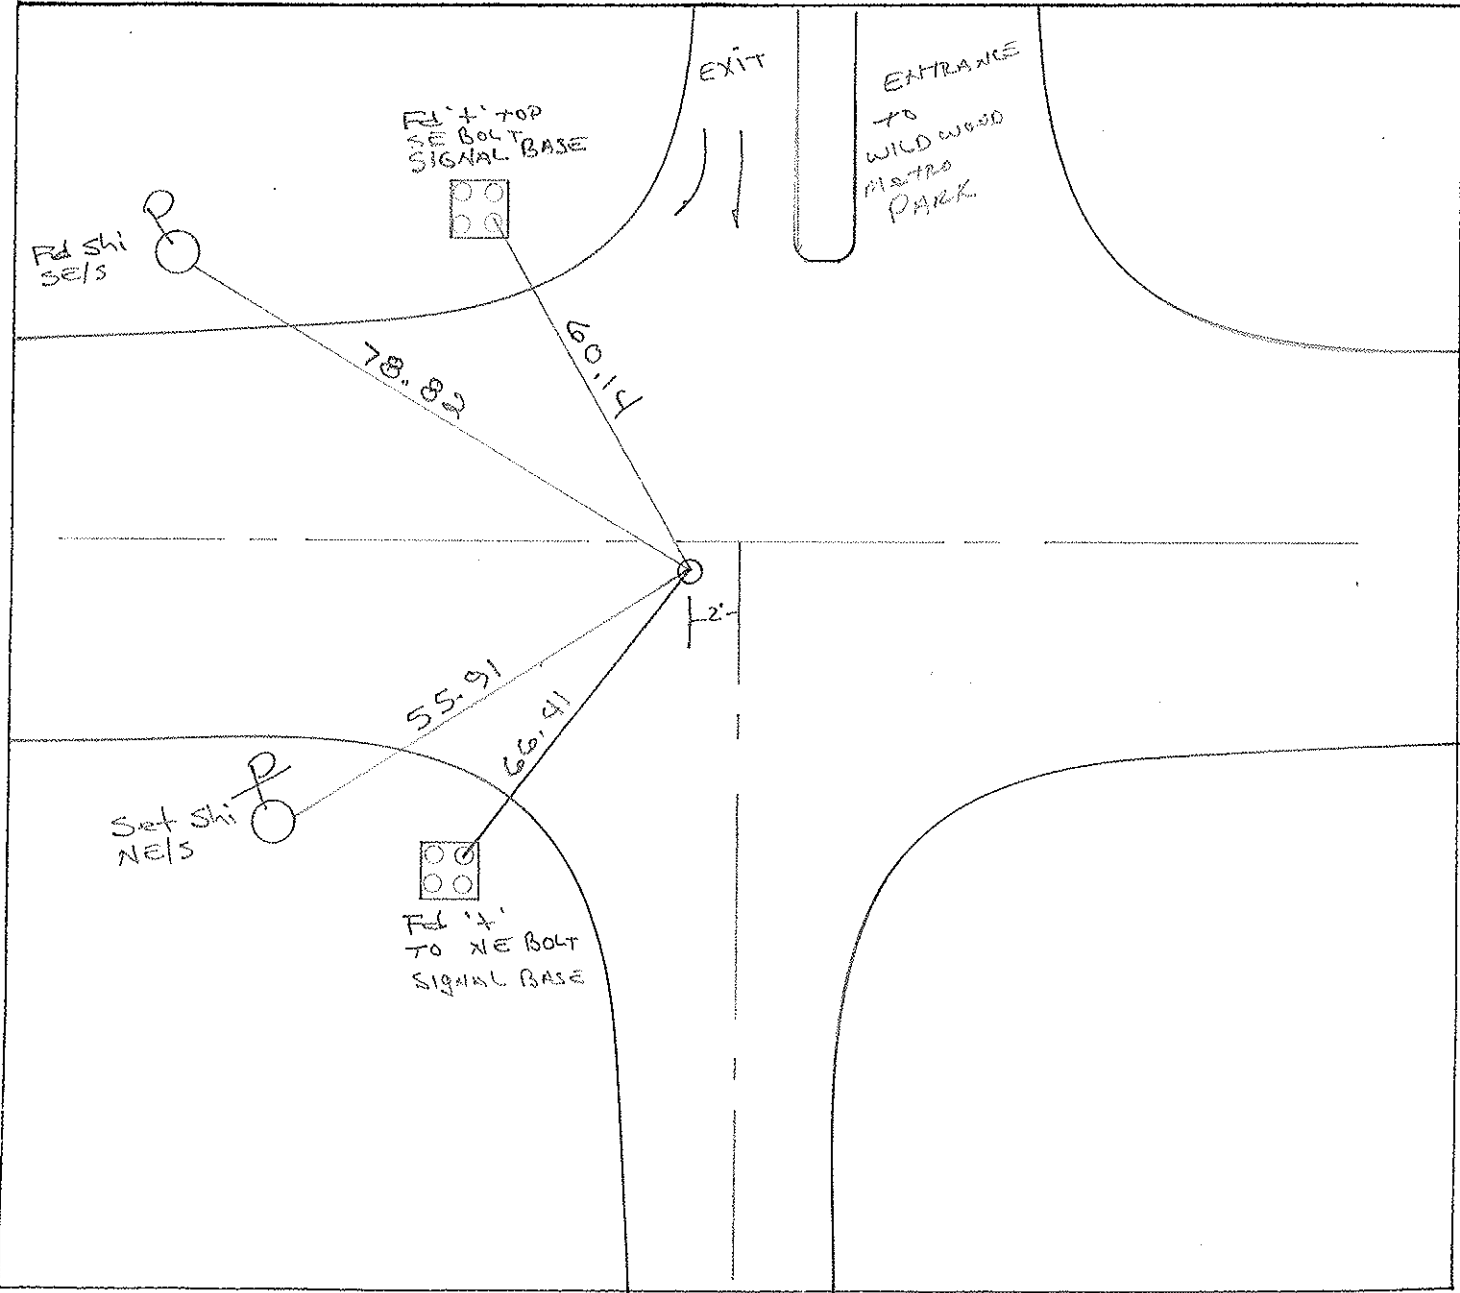 EXIT
ENTRANCE
TO
WILDWOOD
METRO
PARK
Fd '+' TOP
SE BOLT
SIGNAL BASE
P
Fd Shi
SE/S
78.82
60.14
2'
55.91
66.41
P
Set Shi
NE/S
Fd '+'
TO NE BOLT
SIGNAL BASE